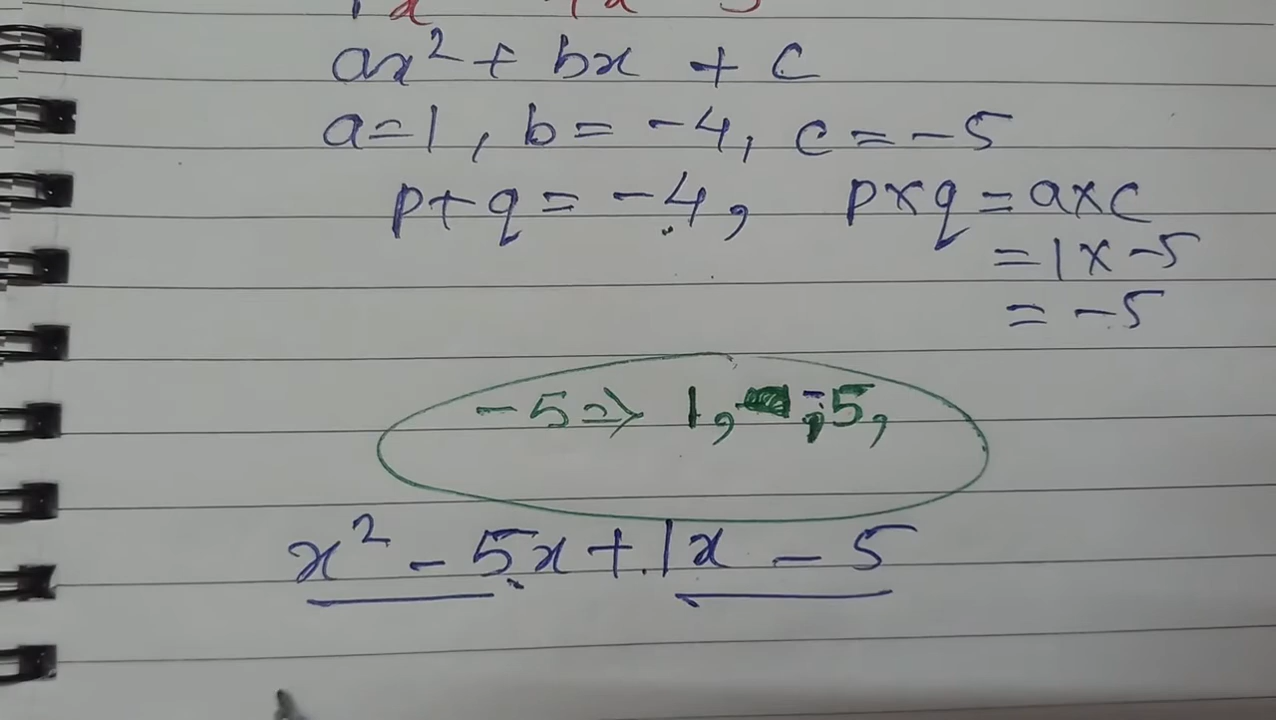 ax² + bx + c
a=1, b= -4, c= -5
p+q = -4, p×q = a×c
= 1×-5
= -5
-5 ⇒ 1, -5,
x² - 5x + 1x - 5